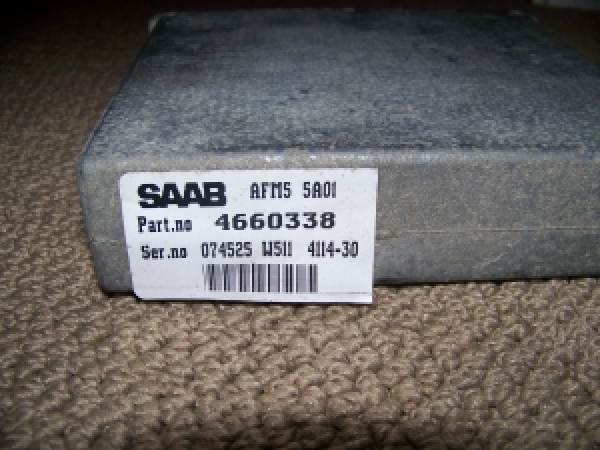 SAAB AFM5 5A01
Part.no 4660338
Ser.no 074525 W511 4114-30